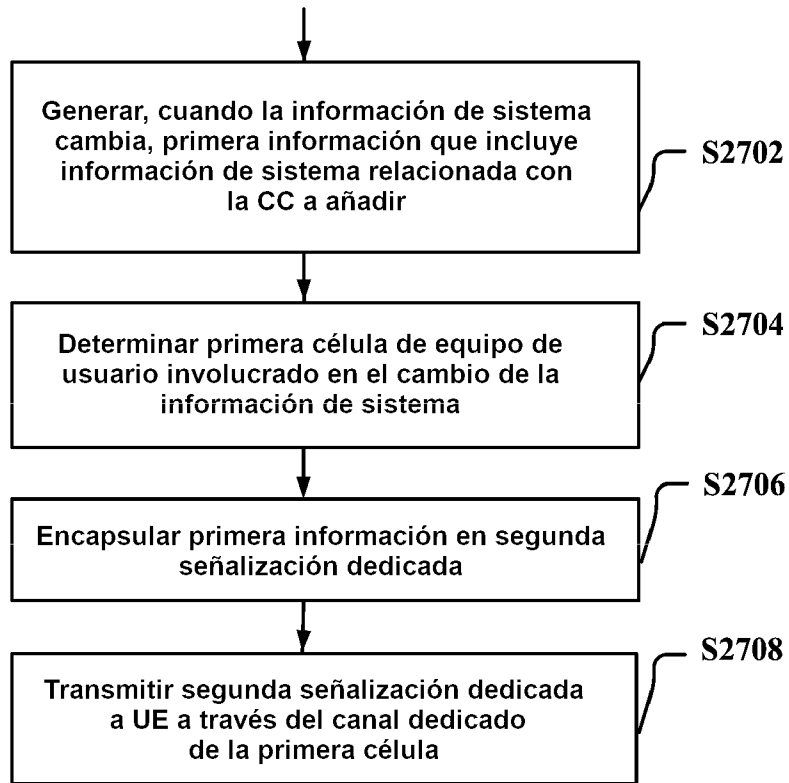 Generar, cuando la información de sistema
cambia, primera información que incluye
información de sistema relacionada con
la CC a añadir
S2702
Determinar primera célula de equipo de
usuario involucrado en el cambio de la
información de sistema
S2704
Encapsular primera información en segunda
señalización dedicada
S2706
Transmitir segunda señalización dedicada
a UE a través del canal dedicado
de la primera célula
S2708